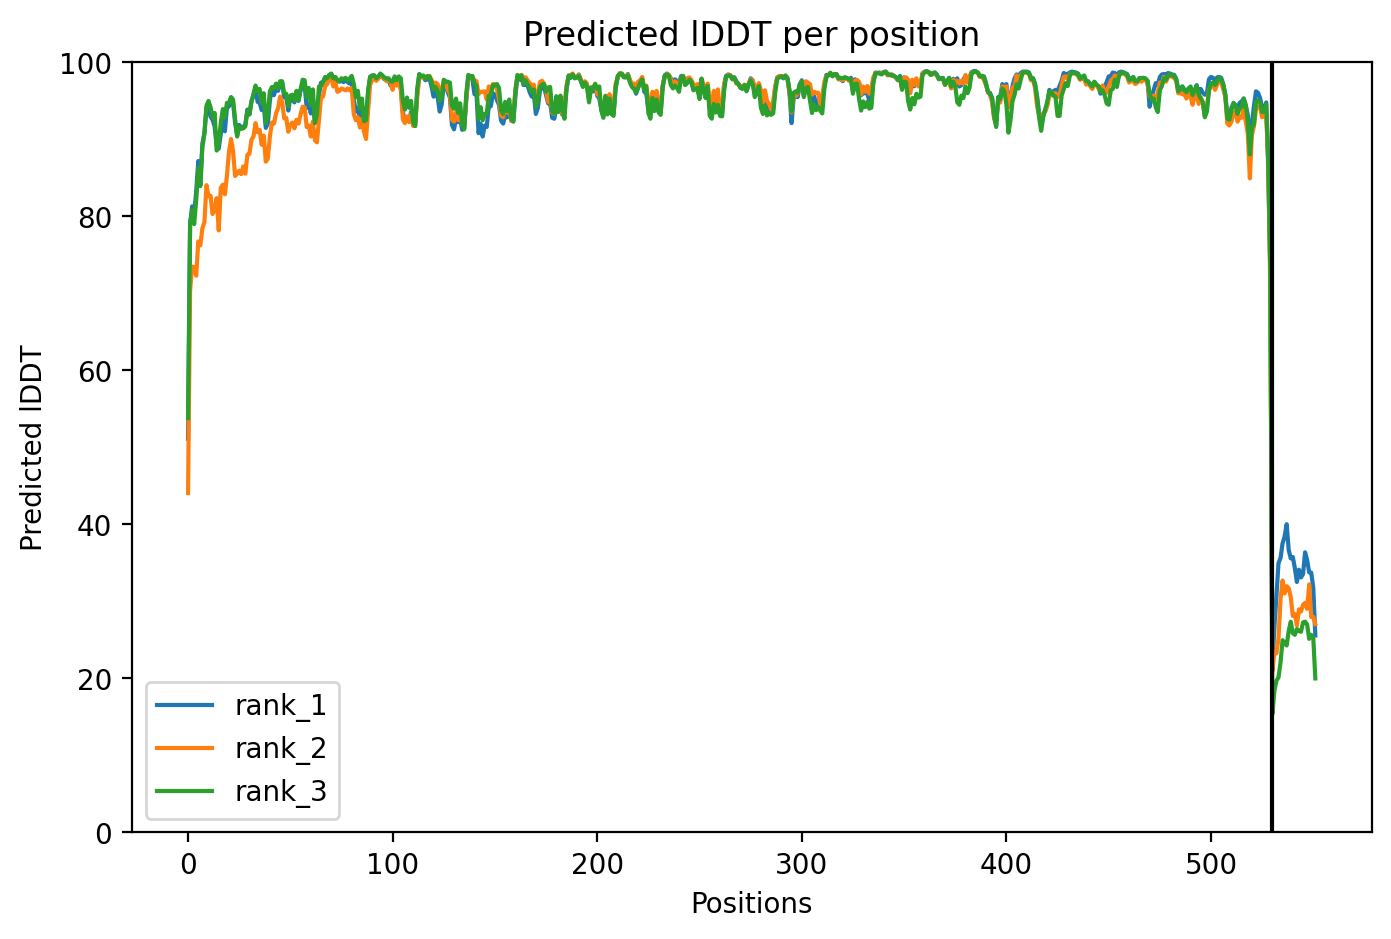 Predicted lDDT per position
Predicted lDDT
100
80
60
40
20
0
rank_1
rank_2
rank_3
0 100 200 300 400 500
Positions